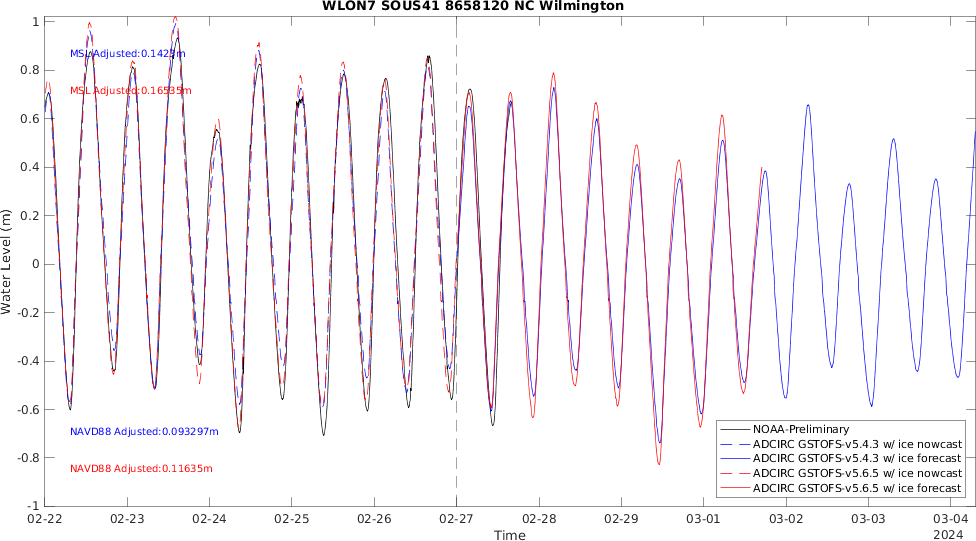 WLON7 SOUS41 8658120 NC Wilmington
1
0.8
0.6
0.4
0.2
0
-0.2
-0.4
-0.6
-0.8
-1
Water Level (m)
MSL Adjusted:0.1423m
MSL Adjusted:0.16535m
NAVD88 Adjusted:0.093297m
NAVD88 Adjusted:0.11635m
NOAA-Preliminary
ADCIRC GSTOFS-v5.4.3 w/ ice nowcast
ADCIRC GSTOFS-v5.4.3 w/ ice forecast
ADCIRC GSTOFS-v5.6.5 w/ ice nowcast
ADCIRC GSTOFS-v5.6.5 w/ ice forecast
02-22 02-23 02-24 02-25 02-26 02-27 02-28 02-29 03-01 03-02 03-03 03-04
Time
2024